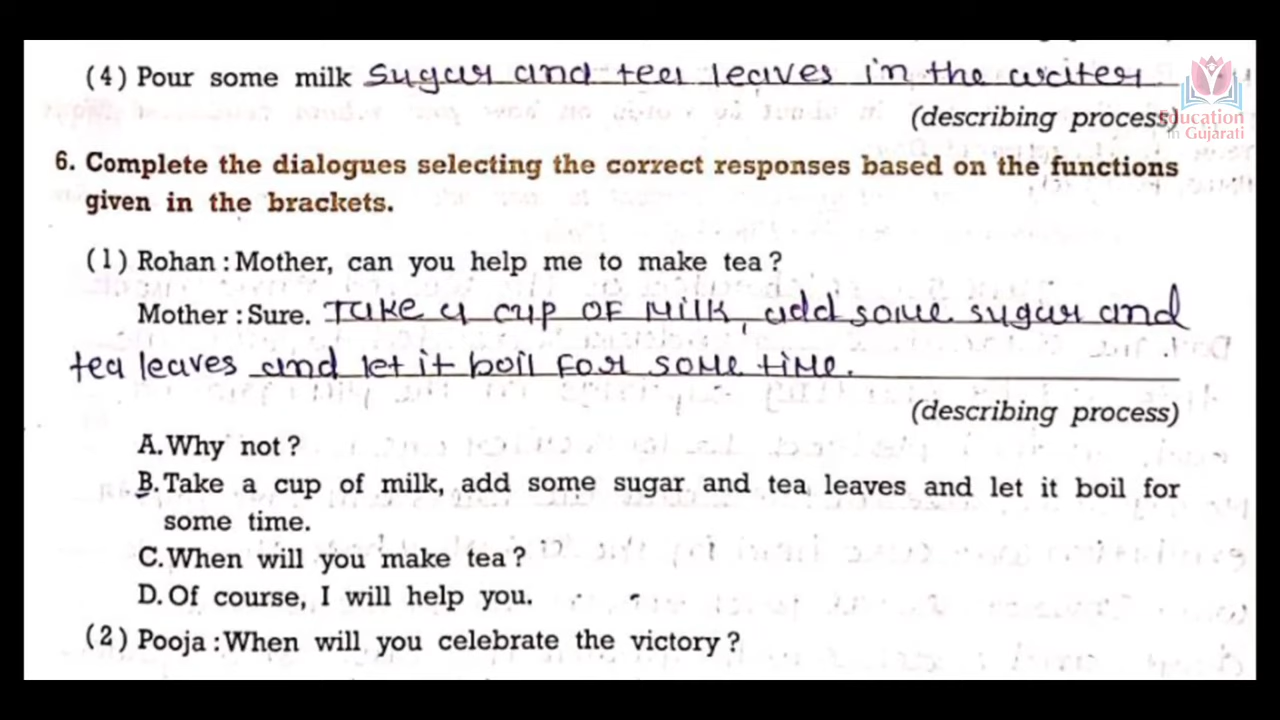 (4) Pour some milk sugar and tea leaves in the writer
(describing process)
Education
in Gujarati
6. Complete the dialogues selecting the correct responses based on the functions
given in the brackets.
(1) Rohan : Mother, can you help me to make tea?
Mother : Sure. Take a cup of milk, add some sugar and
tea leaves and let it boil for some time.
(describing process)
A. Why not?
B. Take a cup of milk, add some sugar and tea leaves and let it boil for
some time.
C. When will you make tea?
D. Of course, I will help you.
(2) Pooja : When will you celebrate the victory?